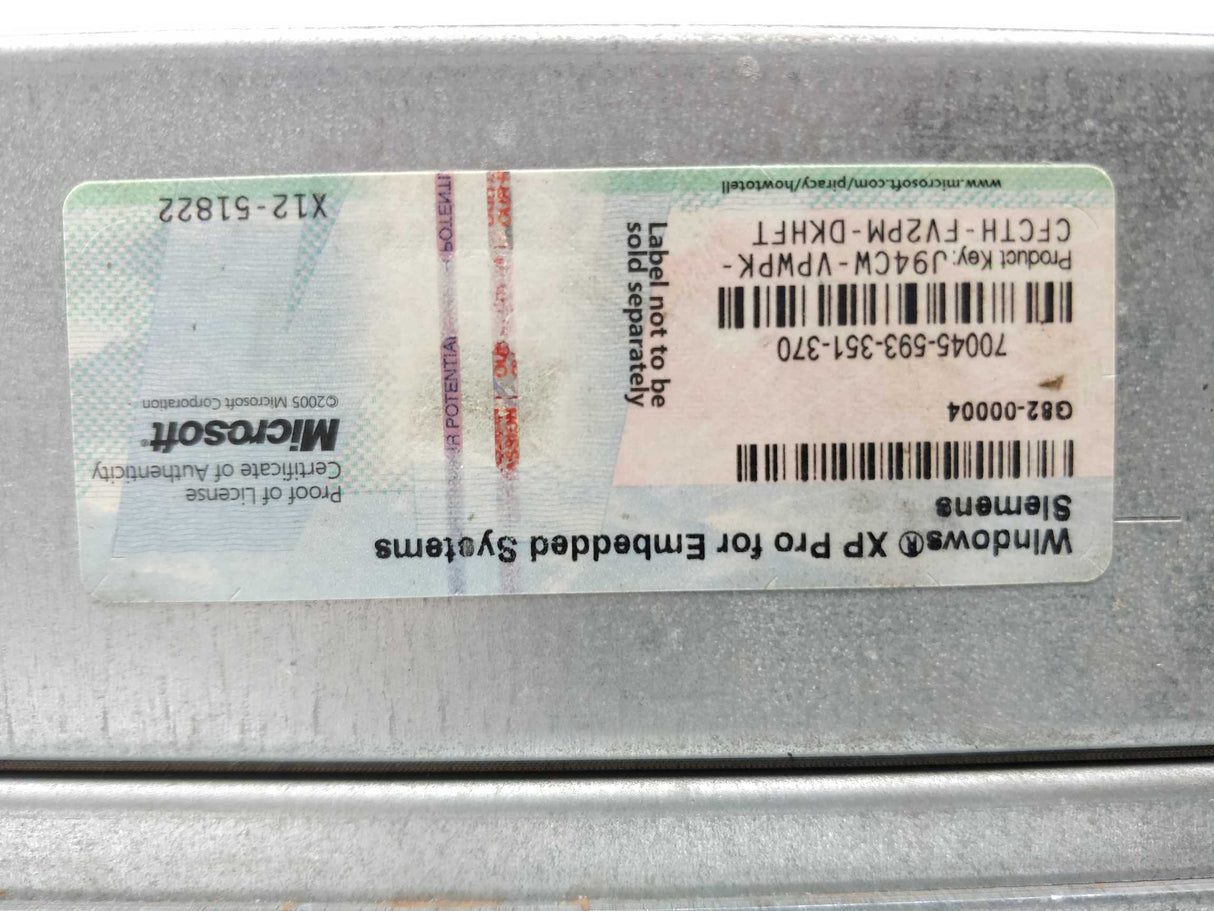 Windows® XP Pro for Embedded Systems
Siemens
G82-00004
70045-593-351-370
Product Key: J94CW-VPWPK-
CFCTH-FV2PM-DKHFT
www.microsoft.com/piracy/howtotell
Label not to be
sold separately
POTENTIAL
Proof of License
Certificate of Authenticity
Microsoft®
©2005 Microsoft Corporation
X12-51822